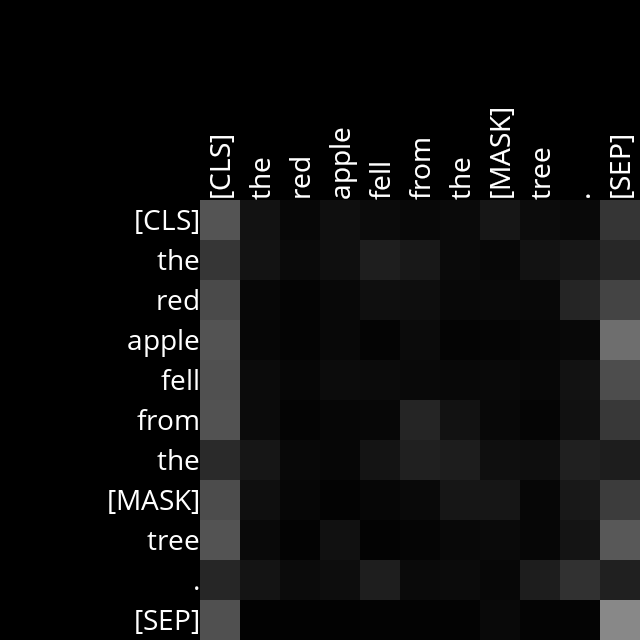 [CLS] the red apple fell from the [MASK] tree . [SEP]
[CLS]
the
red
apple
fell
from
the
[MASK]
tree
.
[SEP]